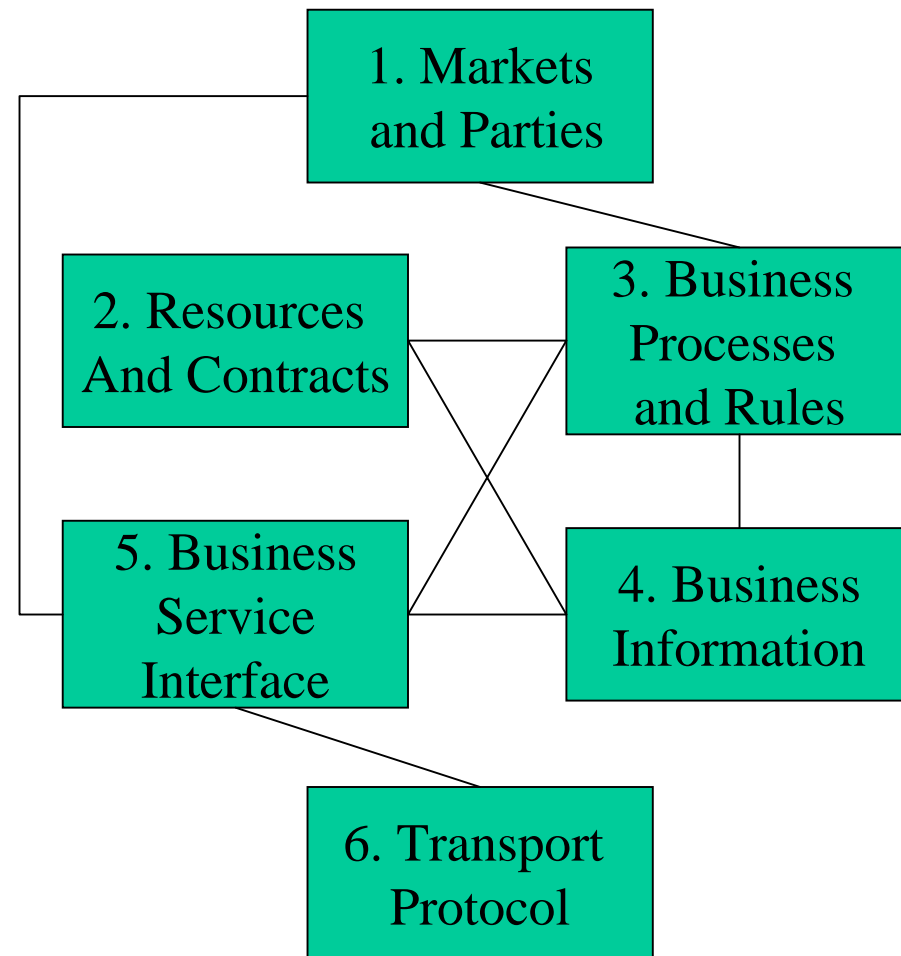 1. Markets
and Parties
2. Resources
And Contracts
3. Business
Processes
and Rules
5. Business
Service
Interface
4. Business
Information
6. Transport
Protocol